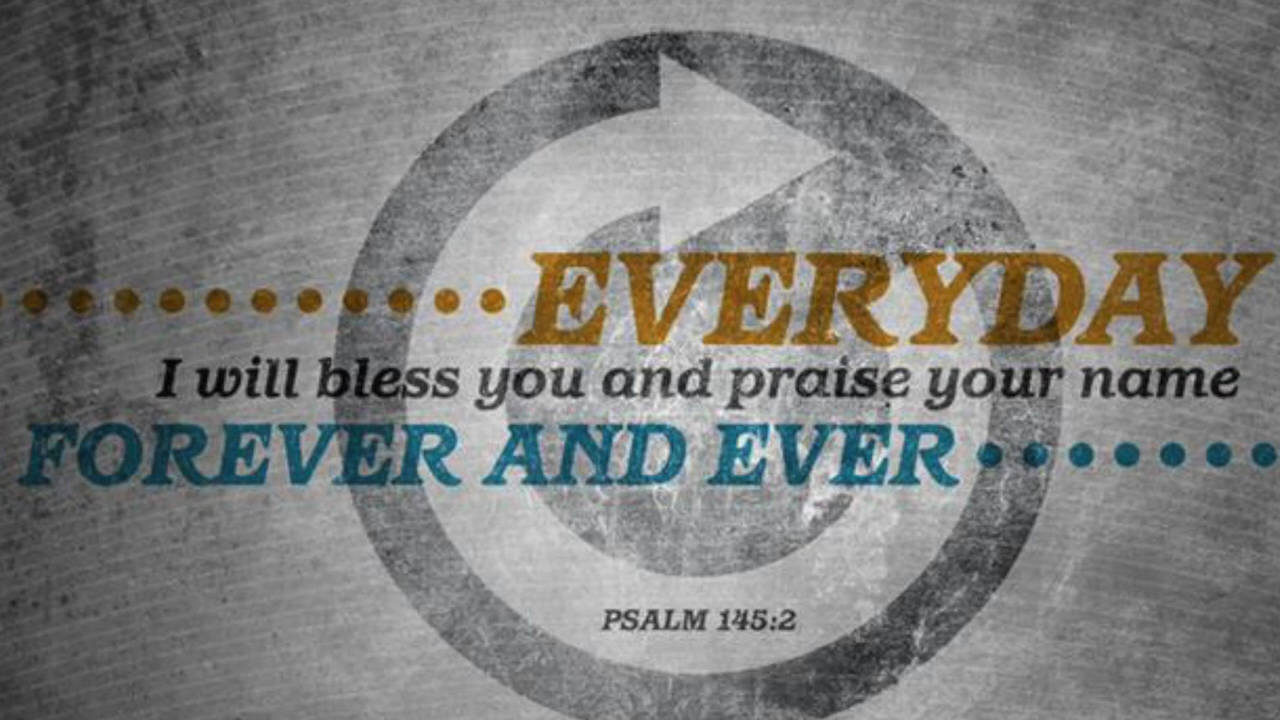 EVERYDAY
I will bless you and praise your name
FOREVER AND EVER
PSALM 145:2